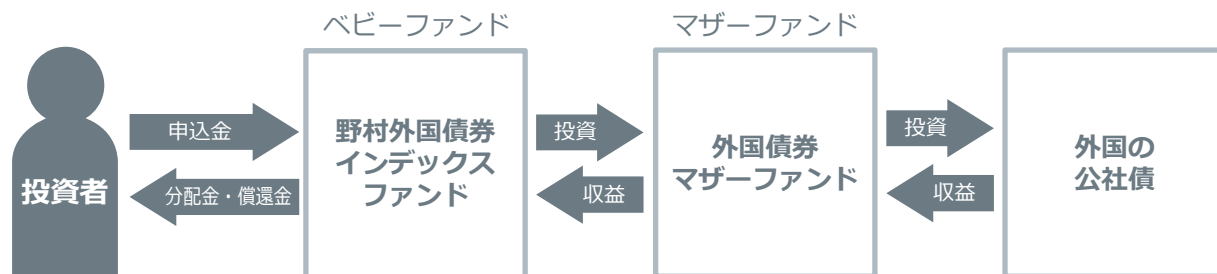 ベビーファンド
マザーファンド
投資者
申込金
分配金・償還金
野村外国債券
インデックス
ファンド
投資
収益
外国債券
マザーファンド
投資
収益
外国の
公社債